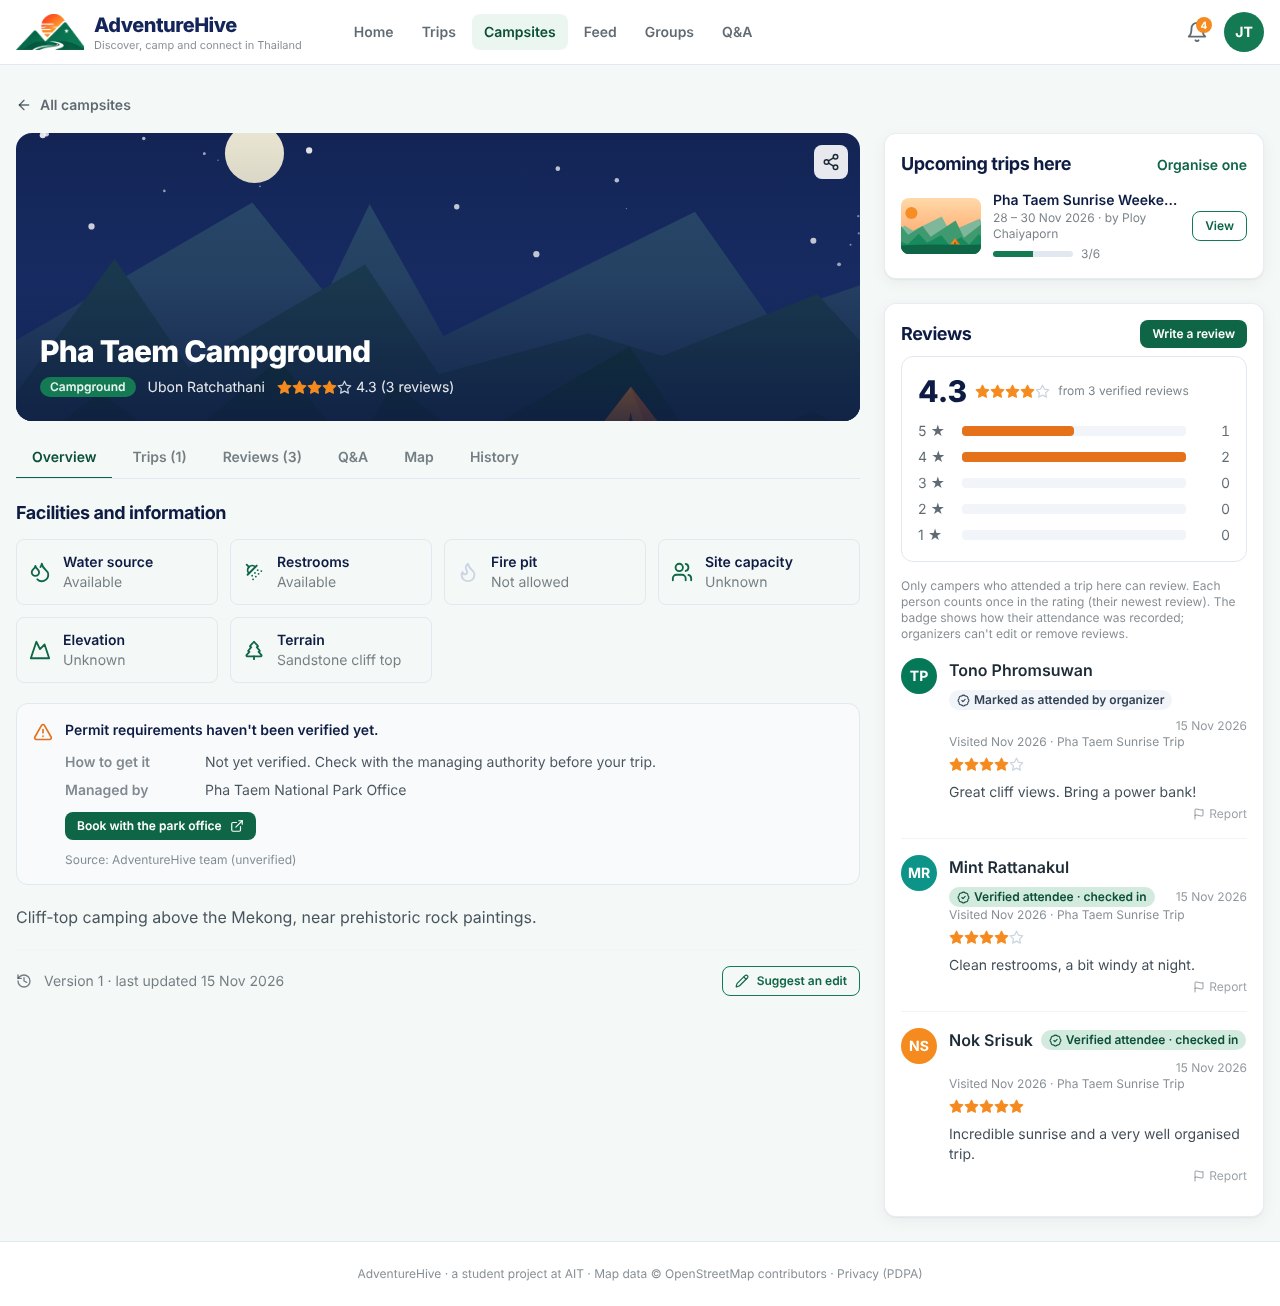 AdventureHive
Discover, camp and connect in Thailand
Home
Trips
Campsites
Feed
Groups
Q&A
4
JT
All campsites
Pha Taem Campground
Campground
Ubon Ratchathani
4.3 (3 reviews)
Overview
Trips (1)
Reviews (3)
Q&A
Map
History
Facilities and information
Water source
Available
Restrooms
Available
Fire pit
Not allowed
Site capacity
Unknown
Elevation
Unknown
Terrain
Sandstone cliff top
Permit requirements haven't been verified yet.
How to get it
Not yet verified. Check with the managing authority before your trip.
Managed by
Pha Taem National Park Office
Book with the park office
Source: AdventureHive team (unverified)
Cliff-top camping above the Mekong, near prehistoric rock paintings.
Version 1 · last updated 15 Nov 2026
Suggest an edit
Upcoming trips here
Organise one
Pha Taem Sunrise Weeke...
28 – 30 Nov 2026 · by Ploy
Chaiyaporn
3/6
View
Reviews
Write a review
4.3
from 3 verified reviews
5 ★ 1
4 ★ 2
3 ★ 0
2 ★ 0
1 ★ 0
Only campers who attended a trip here can review. Each
person counts once in the rating (their newest review). The
badge shows how their attendance was recorded;
organizers can't edit or remove reviews.
TP
Tono Phromsuwan
Marked as attended by organizer
15 Nov 2026
Visited Nov 2026 · Pha Taem Sunrise Trip
Great cliff views. Bring a power bank!
Report
MR
Mint Rattanakul
Verified attendee · checked in
15 Nov 2026
Visited Nov 2026 · Pha Taem Sunrise Trip
Clean restrooms, a bit windy at night.
Report
NS
Nok Srisuk
Verified attendee · checked in
15 Nov 2026
Visited Nov 2026 · Pha Taem Sunrise Trip
Incredible sunrise and a very well organised
trip.
Report
AdventureHive · a student project at AIT · Map data © OpenStreetMap contributors · Privacy (PDPA)